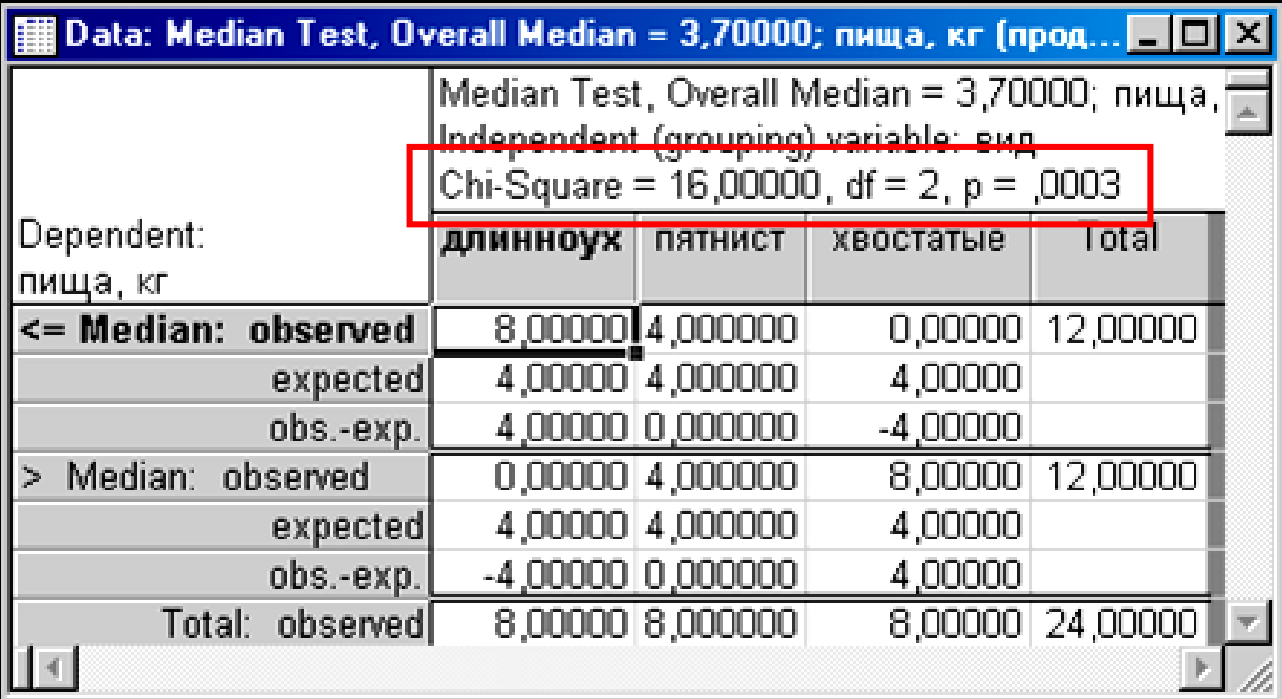 Data: Median Test, Overall Median = 3,70000; пища, кг (прод...
Median Test, Overall Median = 3,70000; пища,
Independent (grouping) variable: вид
Chi-Square = 16,00000, df = 2, p = ,0003
Dependent:
пища, кг
длинноух пятнист хвостатые Total
<= Median: observed 8,00000 4,000000 0,00000 12,00000
expected 4,00000 4,000000 4,00000
obs.-exp. 4,00000 0,000000 -4,00000
> Median: observed 0,00000 4,000000 8,00000 12,00000
expected 4,00000 4,000000 4,00000
obs.-exp. -4,00000 0,000000 4,00000
Total: observed 8,00000 8,000000 8,00000 24,00000